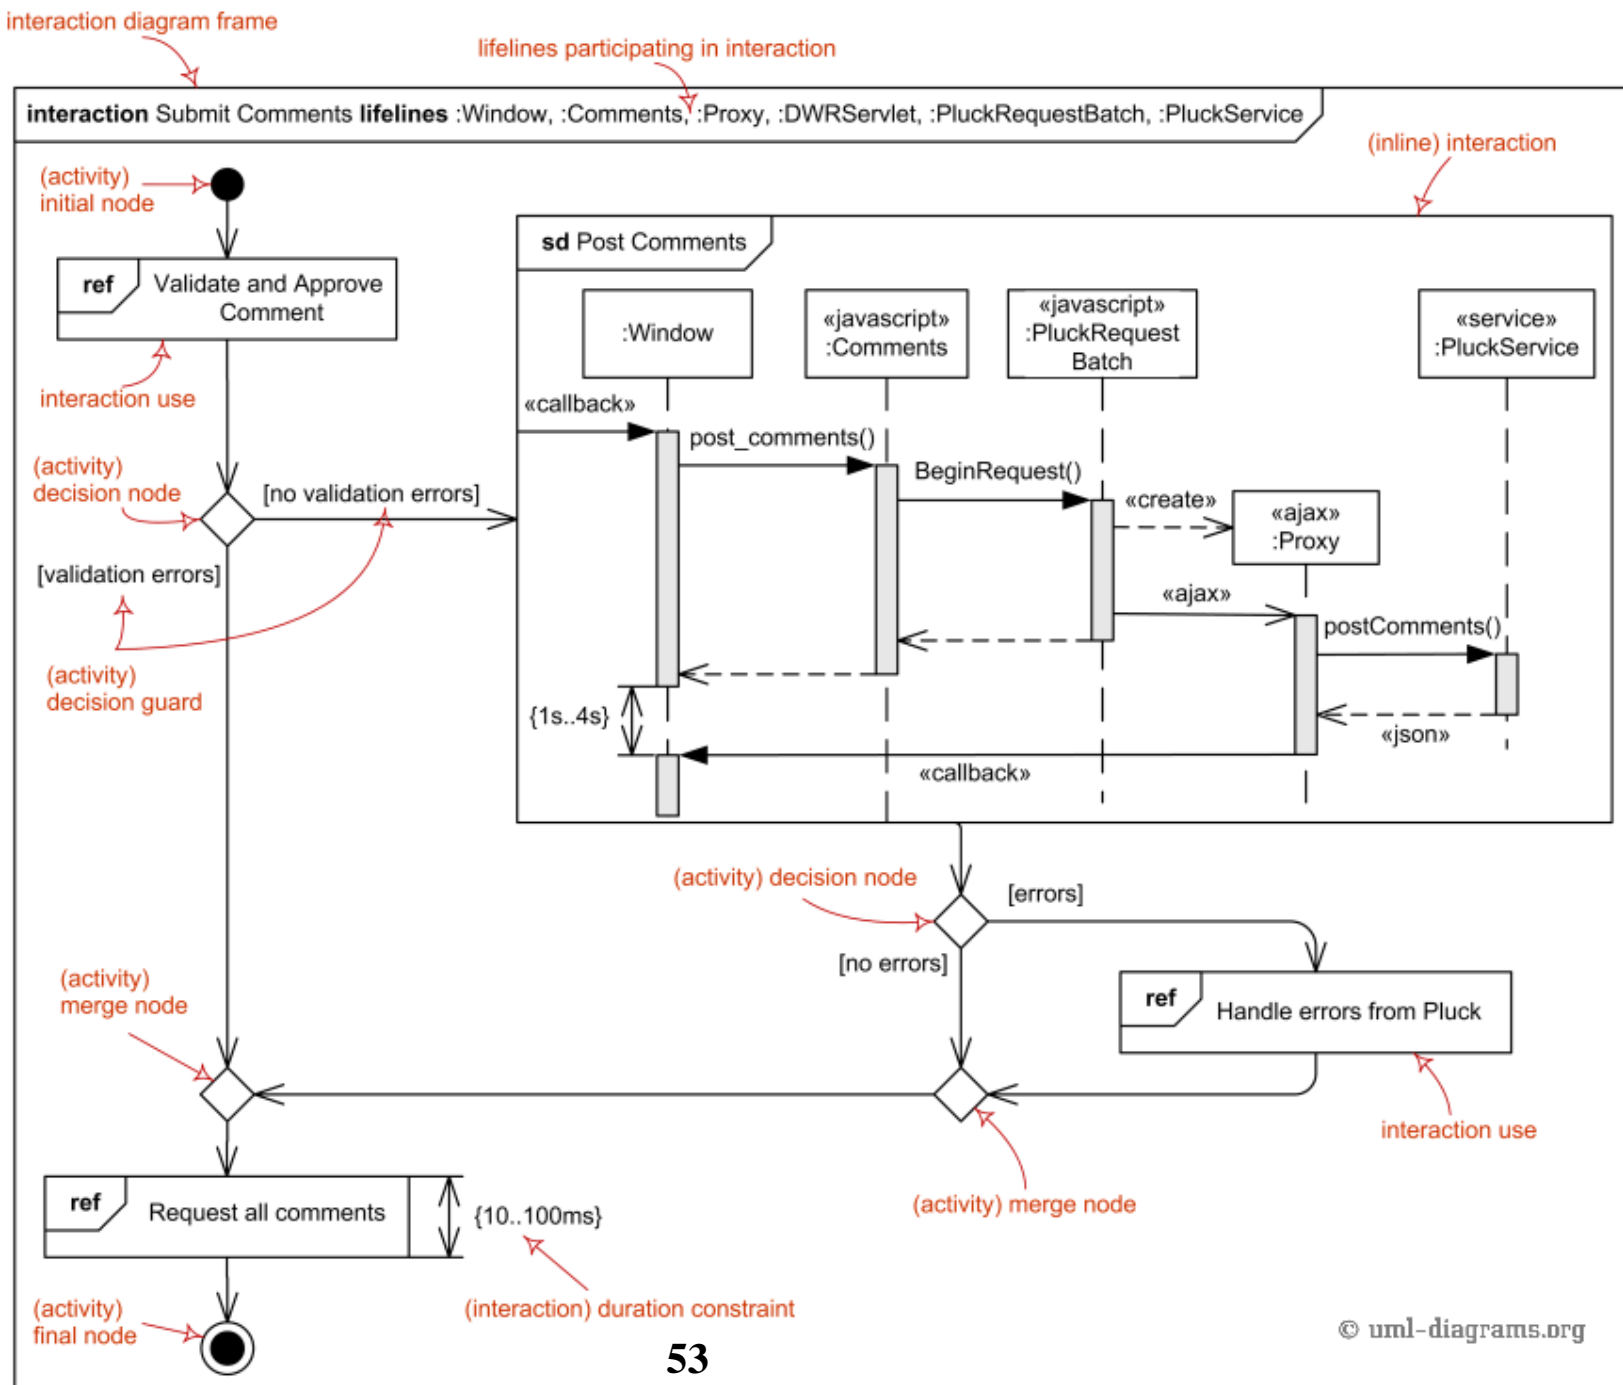 interaction diagram frame
lifelines participating in interaction
interaction Submit Comments lifelines :Window, :Comments, :Proxy, :DWRServlet, :PluckRequestBatch, :PluckService
(inline) interaction
(activity)
initial node
sd Post Comments
ref Validate and Approve
Comment
:Window
«javascript»
:Comments
«javascript»
:PluckRequest
Batch
«service»
:PluckService
interaction use
«callback»
post_comments()
BeginRequest()
(activity)
decision node
[no validation errors]
«create»
«ajax»
:Proxy
[validation errors]
«ajax»
postComments()
(activity)
decision guard
{1s..4s}
«json»
«callback»
(activity) decision node
[errors]
[no errors]
(activity)
merge node
ref Handle errors from Pluck
interaction use
(activity) merge node
ref Request all comments
{10..100ms}
(interaction) duration constraint
(activity)
final node
53
© uml-diagrams.org